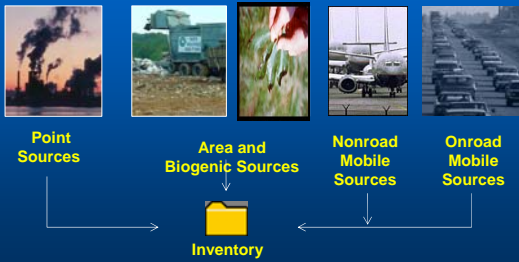 Point
Sources
Area and
Biogenic Sources
Nonroad
Mobile
Sources
Onroad
Mobile
Sources
Inventory